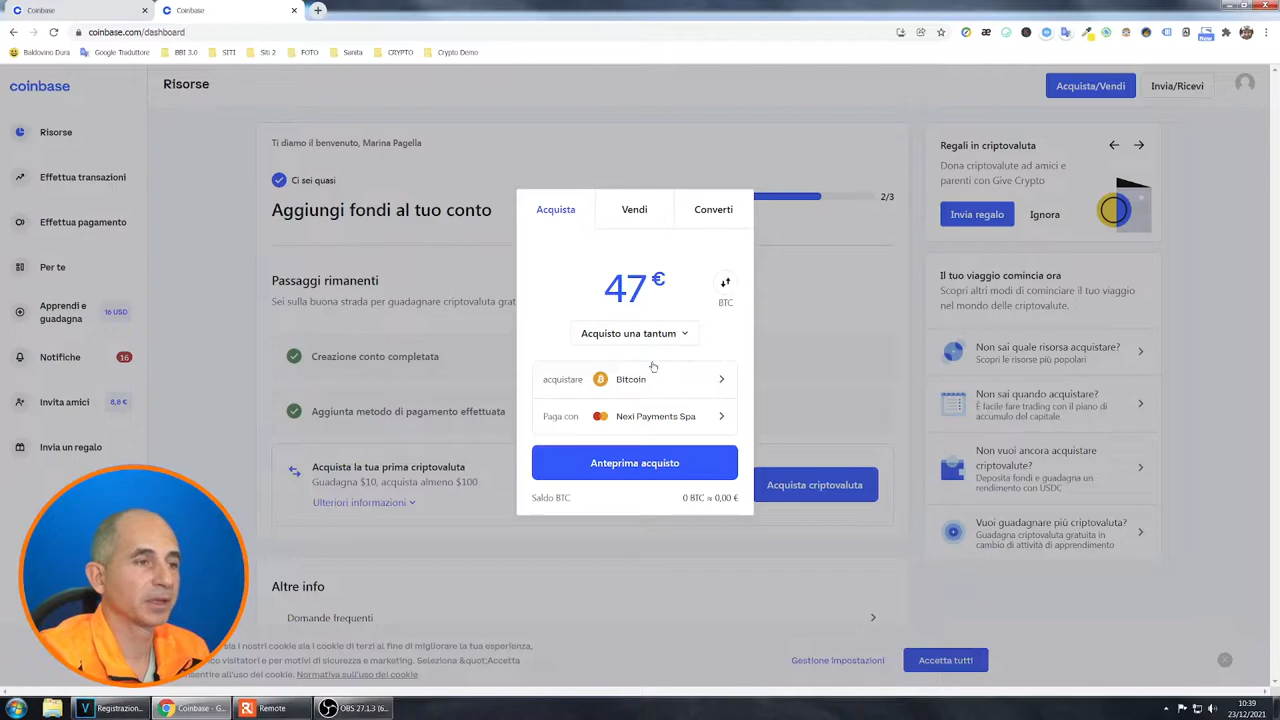 Coinbase
Coinbase
coinbase.com/dashboard
Baldovino Dura
Google Traduttore
BBI 3.0
SITI
Siti 2
FOTO
Sanita
CRYPTO
Crypto Demo
New
coinbase
Risorse
Acquista/Vendi
Invia/Ricevi
Risorse
Effettua transazioni
Effettua pagamento
Per te
Apprendi e
guadagna
16 USD
Notifiche
16
Invita amici
8,8 €
Invia un regalo
Ti diamo il benvenuto, Marina Pagella
Ci sei quasi
Aggiungi fondi al tuo conto
2/3
Passaggi rimanenti
Sei sulla buona strada per guadagnare criptovaluta grat
Creazione conto completata
Aggiunta metodo di pagamento effettuata
Acquista la tua prima criptovaluta
Guadagna $10, acquista almeno $100
Ulteriori informazioni
Acquista criptovaluta
Altre info
Domande frequenti
Acquista
Vendi
Converti
47 €
BTC
Acquisto una tantum
acquistare
Bitcoin
Paga con
Nexi Payments Spa
Anteprima acquisto
Saldo BTC
0 BTC ≈ 0,00 €
Regali in criptovaluta
Dona criptovalute ad amici e
parenti con Give Crypto
Invia regalo
Ignora
Il tuo viaggio comincia ora
Scopri altri modi di cominciare il tuo viaggio
nel mondo delle criptovalute.
Non sai quale risorsa acquistare?
Scopri le risorse più popolari
Non sai quando acquistare?
È facile fare trading con il piano di
accumulo del capitale
Non vuoi ancora acquistare
criptovalute?
Deposita fondi e guadagna un
rendimento con USDC
Vuoi guadagnare più criptovaluta?
Guadagna criptovaluta gratuita in
cambio di attività di apprendimento
sia i nostri cookie sia i cookie di terzi al fine di migliorare la tua esperienza,
visitatori e per motivi di sicurezza e marketing. Seleziona &quot;Accetta
sentire all'uso dei cookie. Normativa sull'uso dei cookie
Gestione impostazioni
Accetta tutti
Registrazion...
Coinbase - G...
Remote
OBS 27.1.3 (6...
10:39
23/12/2021